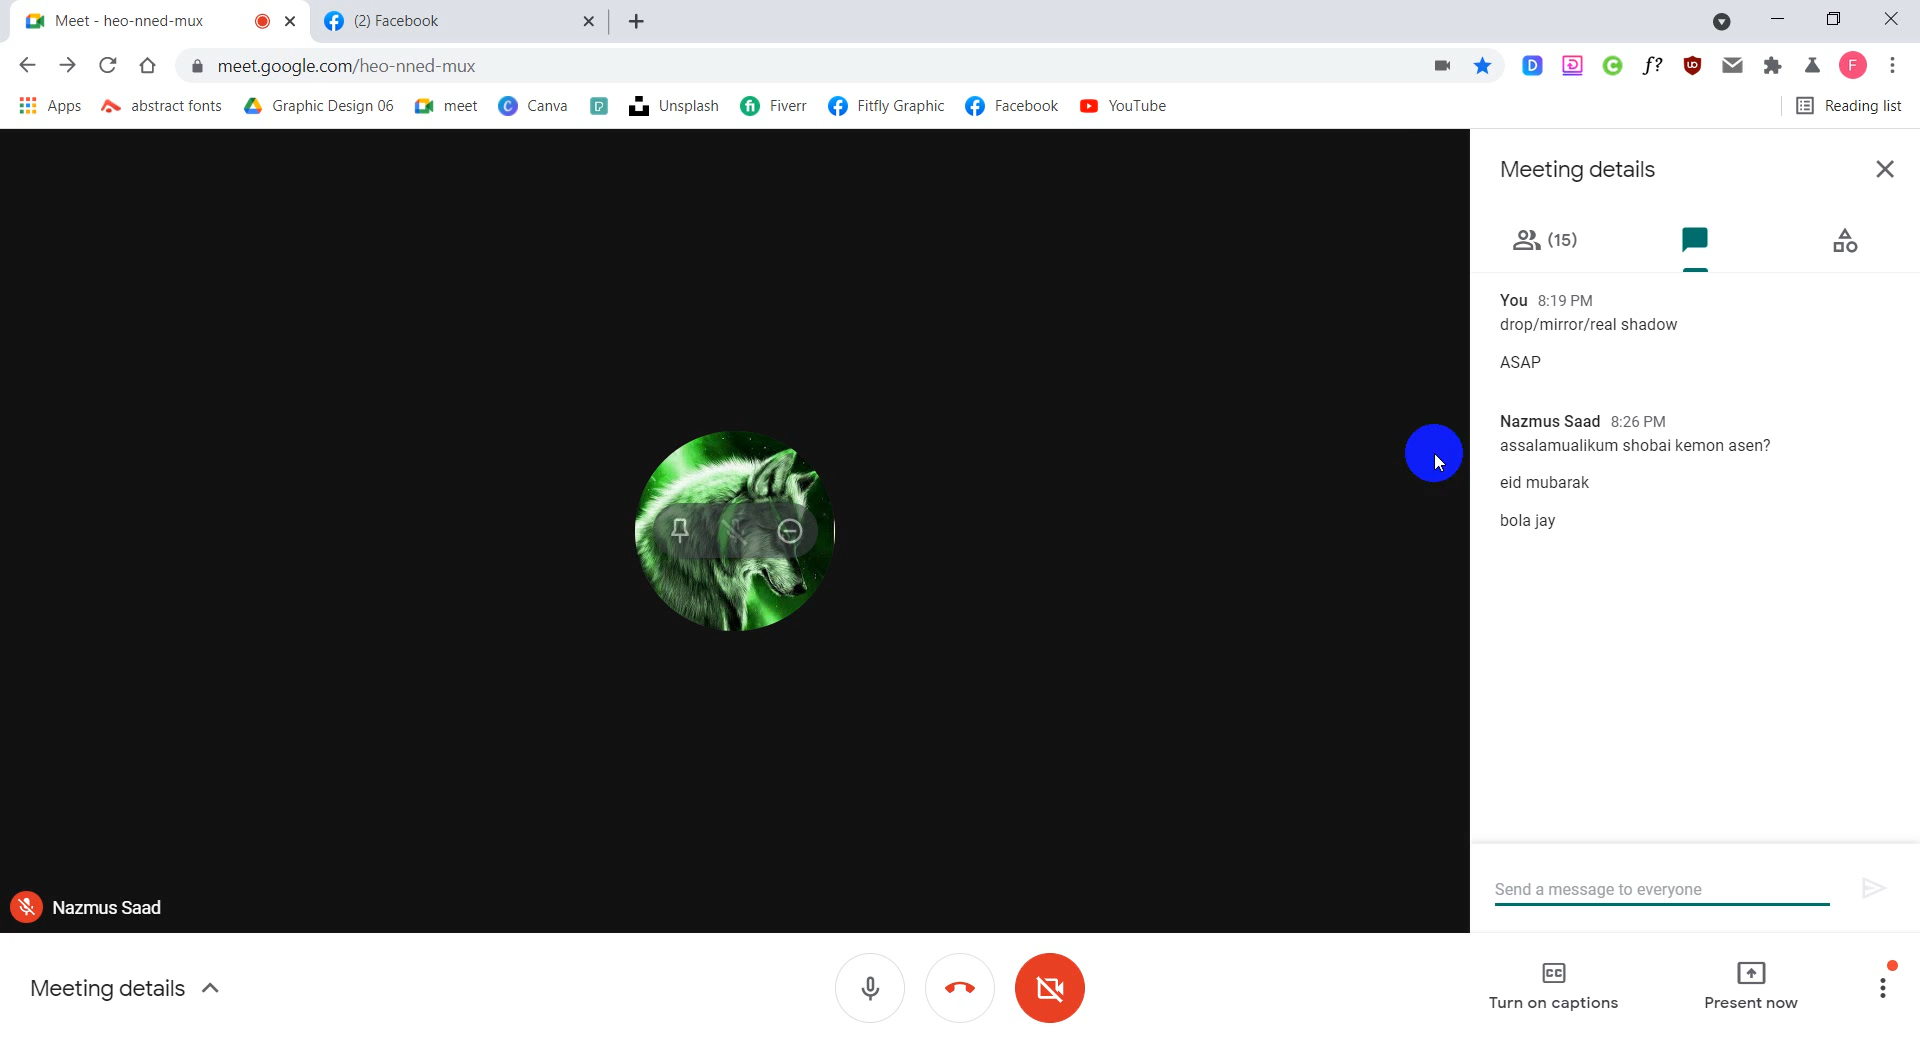 Meet - heo-nned-mux
(2) Facebook
meet.google.com/heo-nned-mux
D
f?
F
Apps
abstract fonts
Graphic Design 06
meet
Canva
Unsplash
Fiverr
Fitfly Graphic
Facebook
YouTube
Reading list
Meeting details
(15)
You 8:19 PM
drop/mirror/real shadow
ASAP
Nazmus Saad 8:26 PM
assalamualikum shobai kemon asen?
eid mubarak
bola jay
Send a message to everyone
Nazmus Saad
Meeting details
CC
Turn on captions
Present now